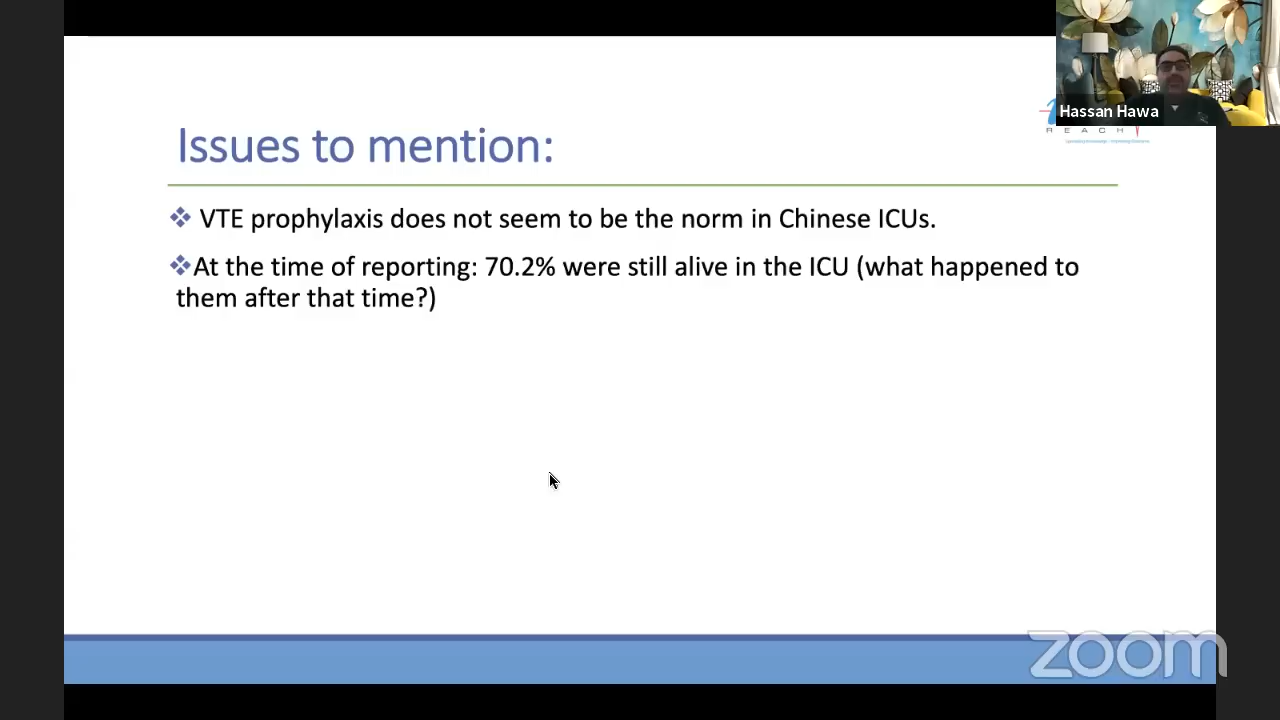 Hassan Hawa
REACH
Issues to mention:
❖ VTE prophylaxis does not seem to be the norm in Chinese ICUs.
❖At the time of reporting: 70.2% were still alive in the ICU (what happened to
them after that time?)
zoom